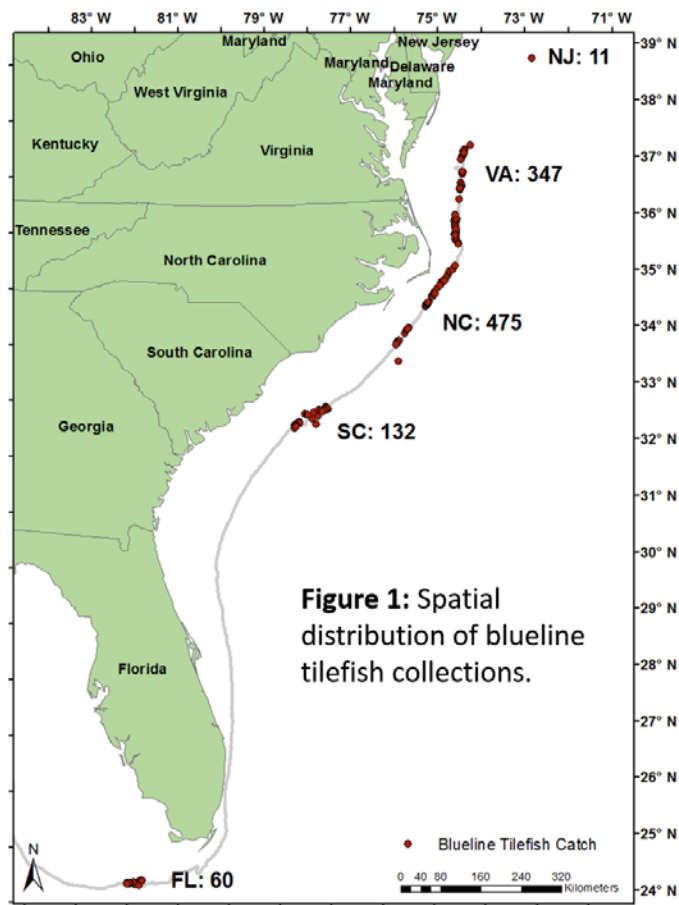 83° W 81° W 79° W 77° W 75° W 73° W 71° W
Maryland
New Jersey
39° N
Ohio
NJ: 11
Maryland
Delaware
Maryland
West Virginia
38° N
Kentucky
Virginia
37° N
VA: 347
36° N
Tennessee
North Carolina
35° N
NC: 475
34° N
South Carolina
33° N
Georgia
SC: 132
32° N
31° N
30° N
Figure 1: Spatial
distribution of blueline
tilefish collections.
29° N
28° N
Florida
27° N
26° N
25° N
Blueline Tilefish Catch
N
FL: 60
0 40 80 160 240 320
Kilometers
24° N